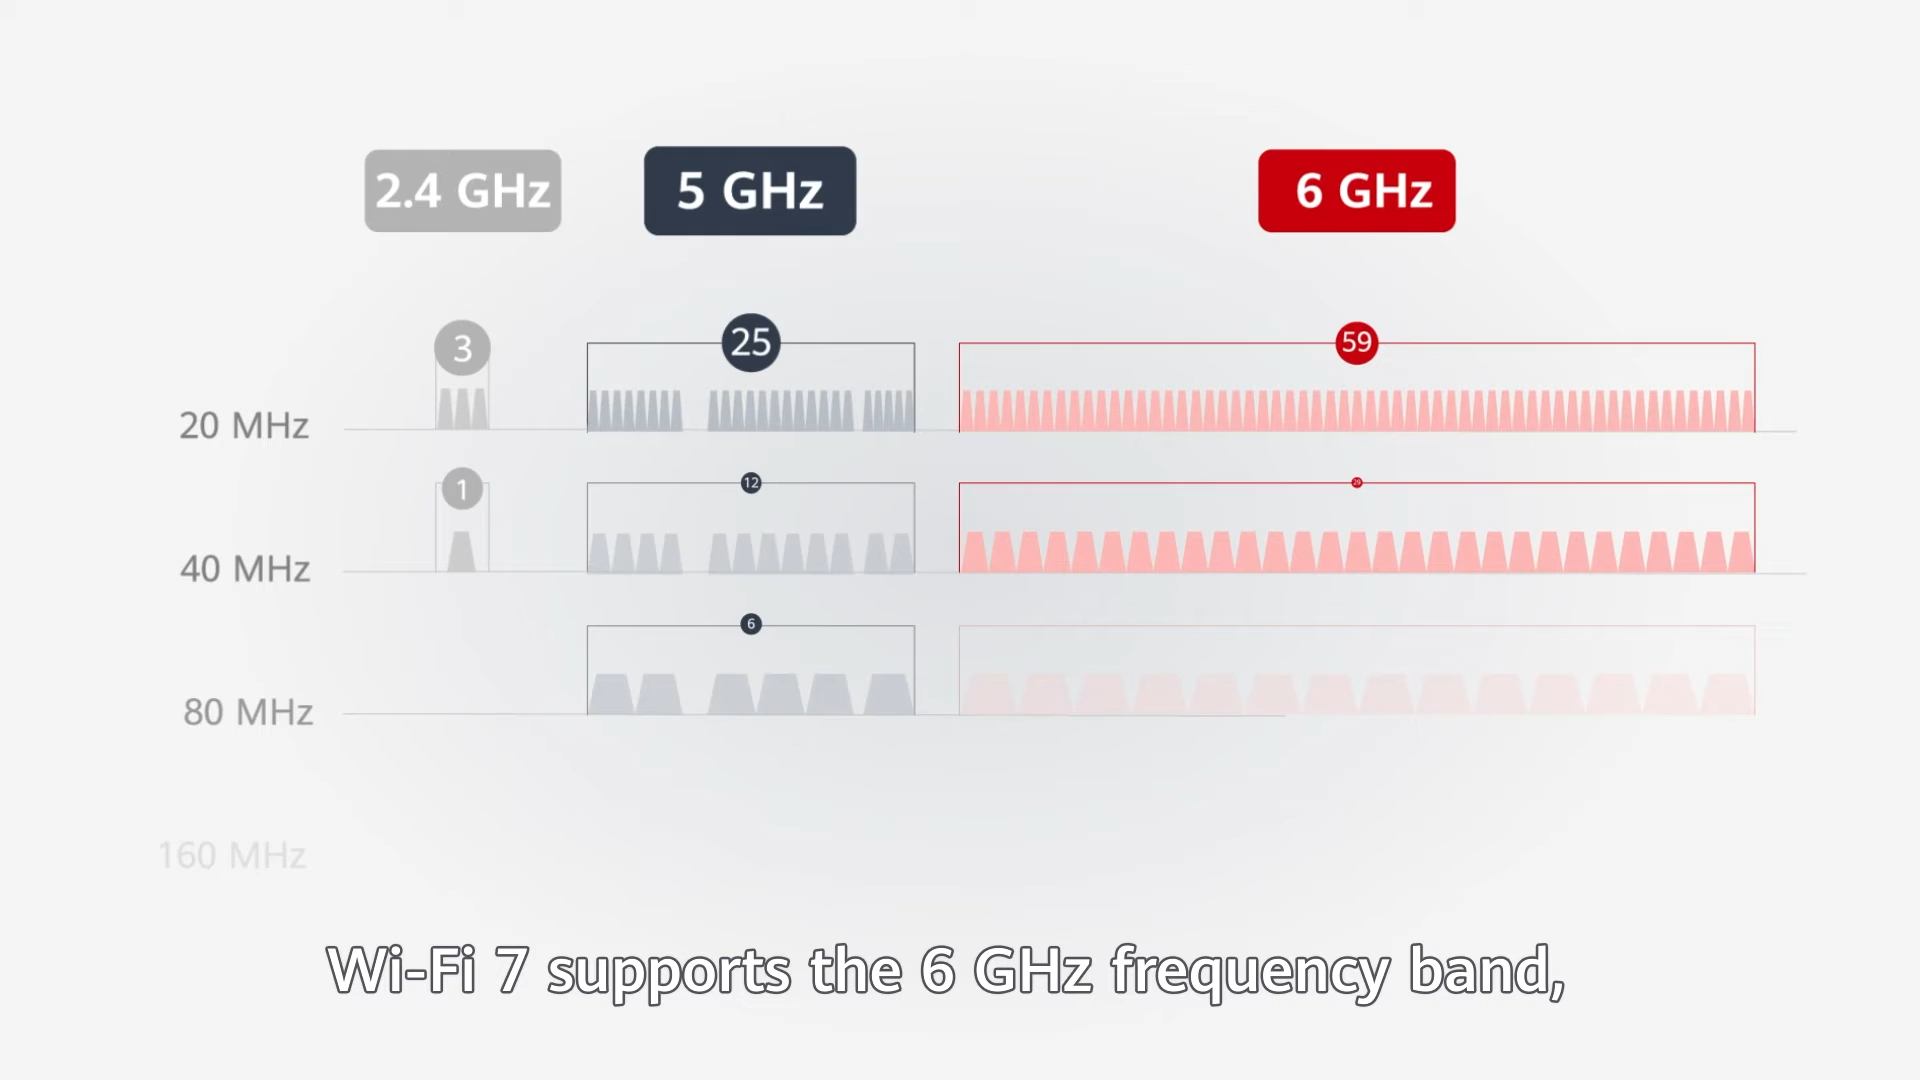 2.4 GHz 5 GHz 6 GHz
3 25 59
20 MHz
1 12
40 MHz
6
80 MHz
160 MHz
Wi-Fi 7 supports the 6 GHz frequency band,